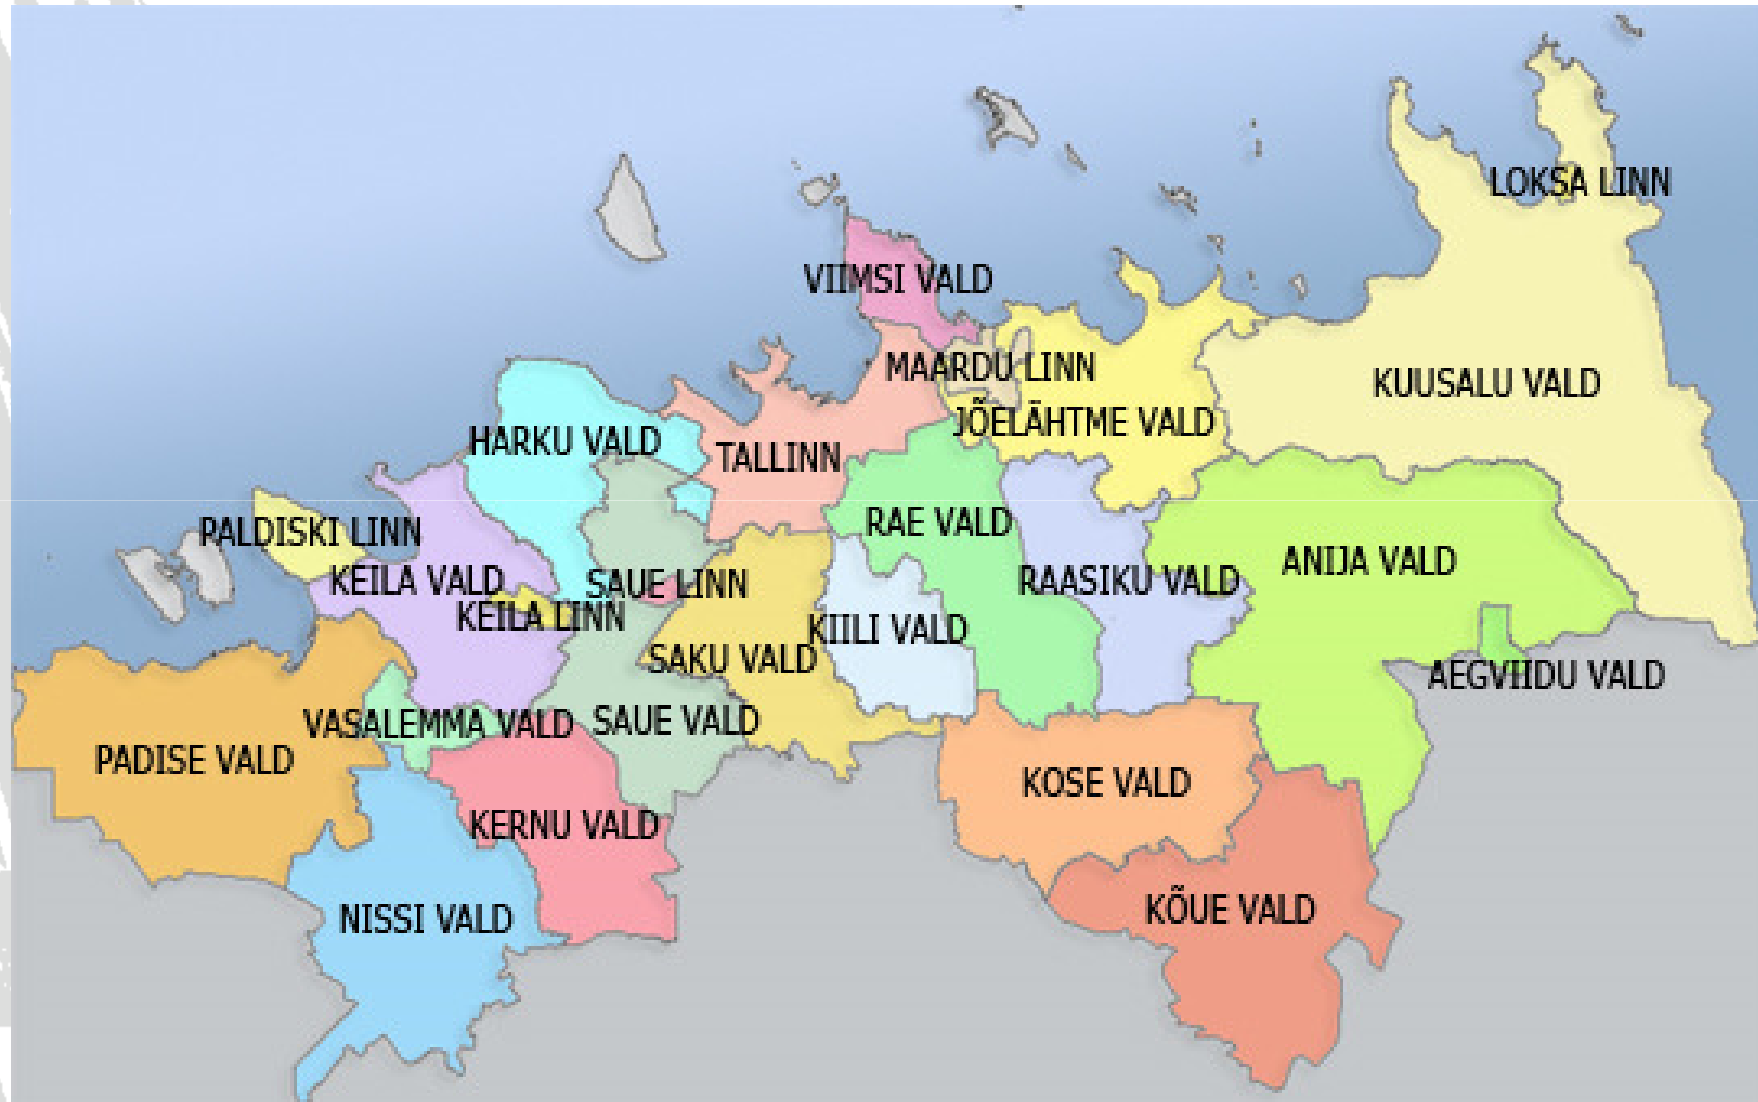 LOKSA LINN
VIIMSI VALD
MAARDU LINN
KUUSALU VALD
JÕELÄHTME VALD
HARKU VALD
TALLINN
PALDISKI LINN
RAE VALD
ANIJA VALD
KEILA VALD
SAUE LINN
RAASIKU VALD
KEILA LINN
KIILI VALD
SAKU VALD
AEGVIIDU VALD
VASALEMMA VALD
SAUE VALD
PADISE VALD
KOSE VALD
KERNU VALD
NISSI VALD
KÕUE VALD